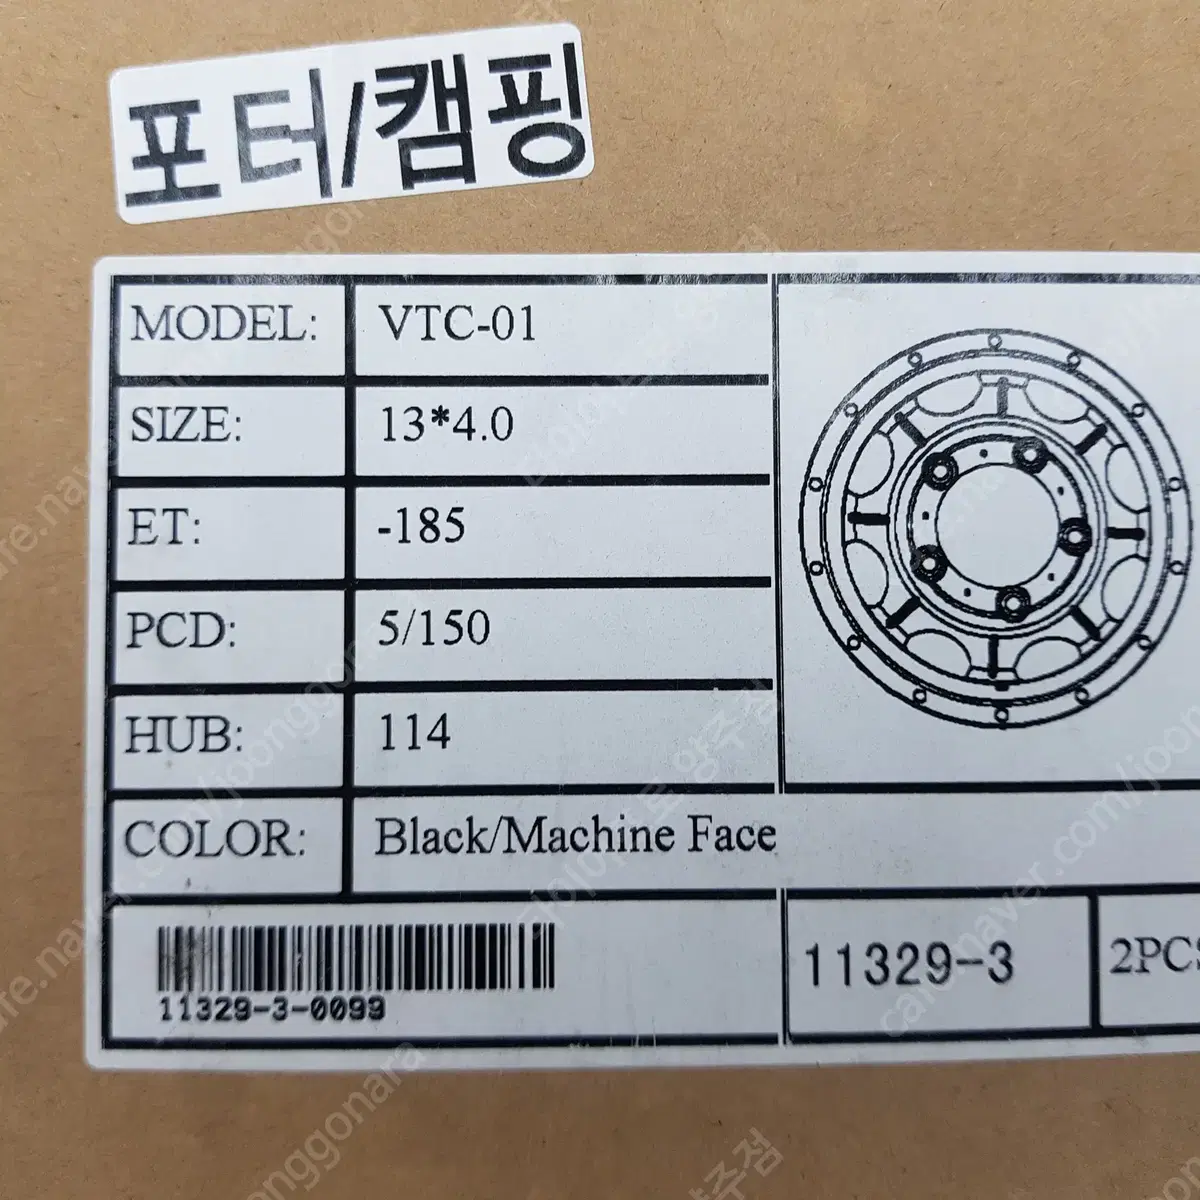 포터/캠핑
MODEL: VTC-01
SIZE: 13*4.0
ET: -185
PCD: 5/150
HUB: 114
COLOR: Black/Machine Face
11329-3-0099
11329-3
2PCS